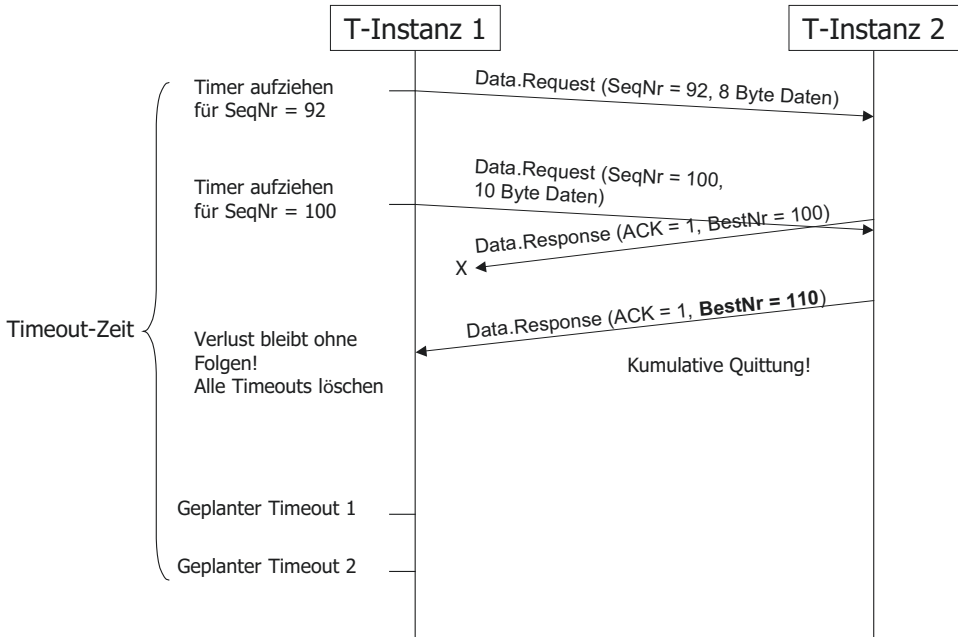 T-Instanz 1
T-Instanz 2
Timer aufziehen
für SeqNr = 92
Data.Request (SeqNr = 92, 8 Byte Daten)
Timer aufziehen
für SeqNr = 100
Data.Request (SeqNr = 100,
10 Byte Daten)
Data.Response (ACK = 1, BestNr = 100)
X
Data.Response (ACK = 1, BestNr = 110)
Timeout-Zeit
Verlust bleibt ohne
Folgen!
Alle Timeouts löschen
Kumulative Quittung!
Geplanter Timeout 1
Geplanter Timeout 2